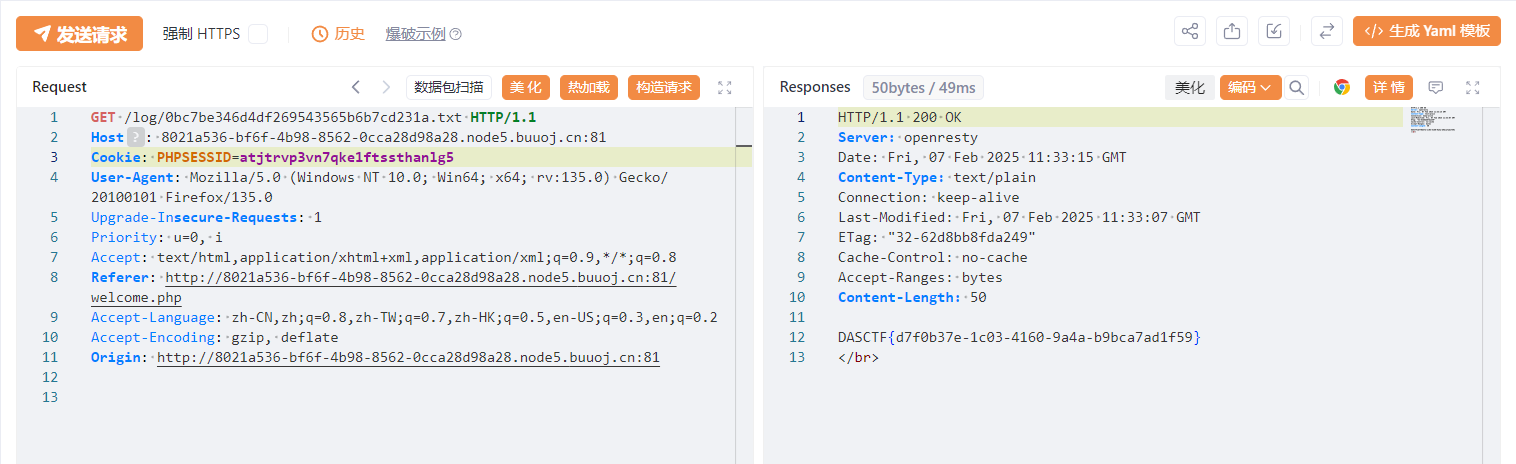 发送请求 强制 HTTPS 历史 爆破示例 ? </> 生成 Yaml 模板
Request 数据包扫描 美化 热加载 构造请求
1 GET /log/0bc7be346d4df269543565b6b7cd231a.txt HTTP/1.1
2 Host ? : 8021a536-bf6f-4b98-8562-0cca28d98a28.node5.buuoj.cn:81
3 Cookie: PHPSESSID=atjtrvp3vn7qke1ftssthanlg5
4 User-Agent: Mozilla/5.0 (Windows NT 10.0; Win64; x64; rv:135.0) Gecko/
20100101 Firefox/135.0
5 Upgrade-Insecure-Requests: 1
6 Priority: u=0, i
7 Accept: text/html,application/xhtml+xml,application/xml;q=0.9,*/*;q=0.8
8 Referer: http://8021a536-bf6f-4b98-8562-0cca28d98a28.node5.buuoj.cn:81/
welcome.php
9 Accept-Language: zh-CN,zh;q=0.8,zh-TW;q=0.7,zh-HK;q=0.5,en-US;q=0.3,en;q=0.2
10 Accept-Encoding: gzip, deflate
11 Origin: http://8021a536-bf6f-4b98-8562-0cca28d98a28.node5.buuoj.cn:81
12
13
Responses 50bytes / 49ms 美化 编码 详情
1 HTTP/1.1 200 OK
2 Server: openresty
3 Date: Fri, 07 Feb 2025 11:33:15 GMT
4 Content-Type: text/plain
5 Connection: keep-alive
6 Last-Modified: Fri, 07 Feb 2025 11:33:07 GMT
7 ETag: "32-62d8bb8fda249"
8 Cache-Control: no-cache
9 Accept-Ranges: bytes
10 Content-Length: 50
11
12 DASCTF{d7f0b37e-1c03-4160-9a4a-b9bca7ad1f59}
13 </br>